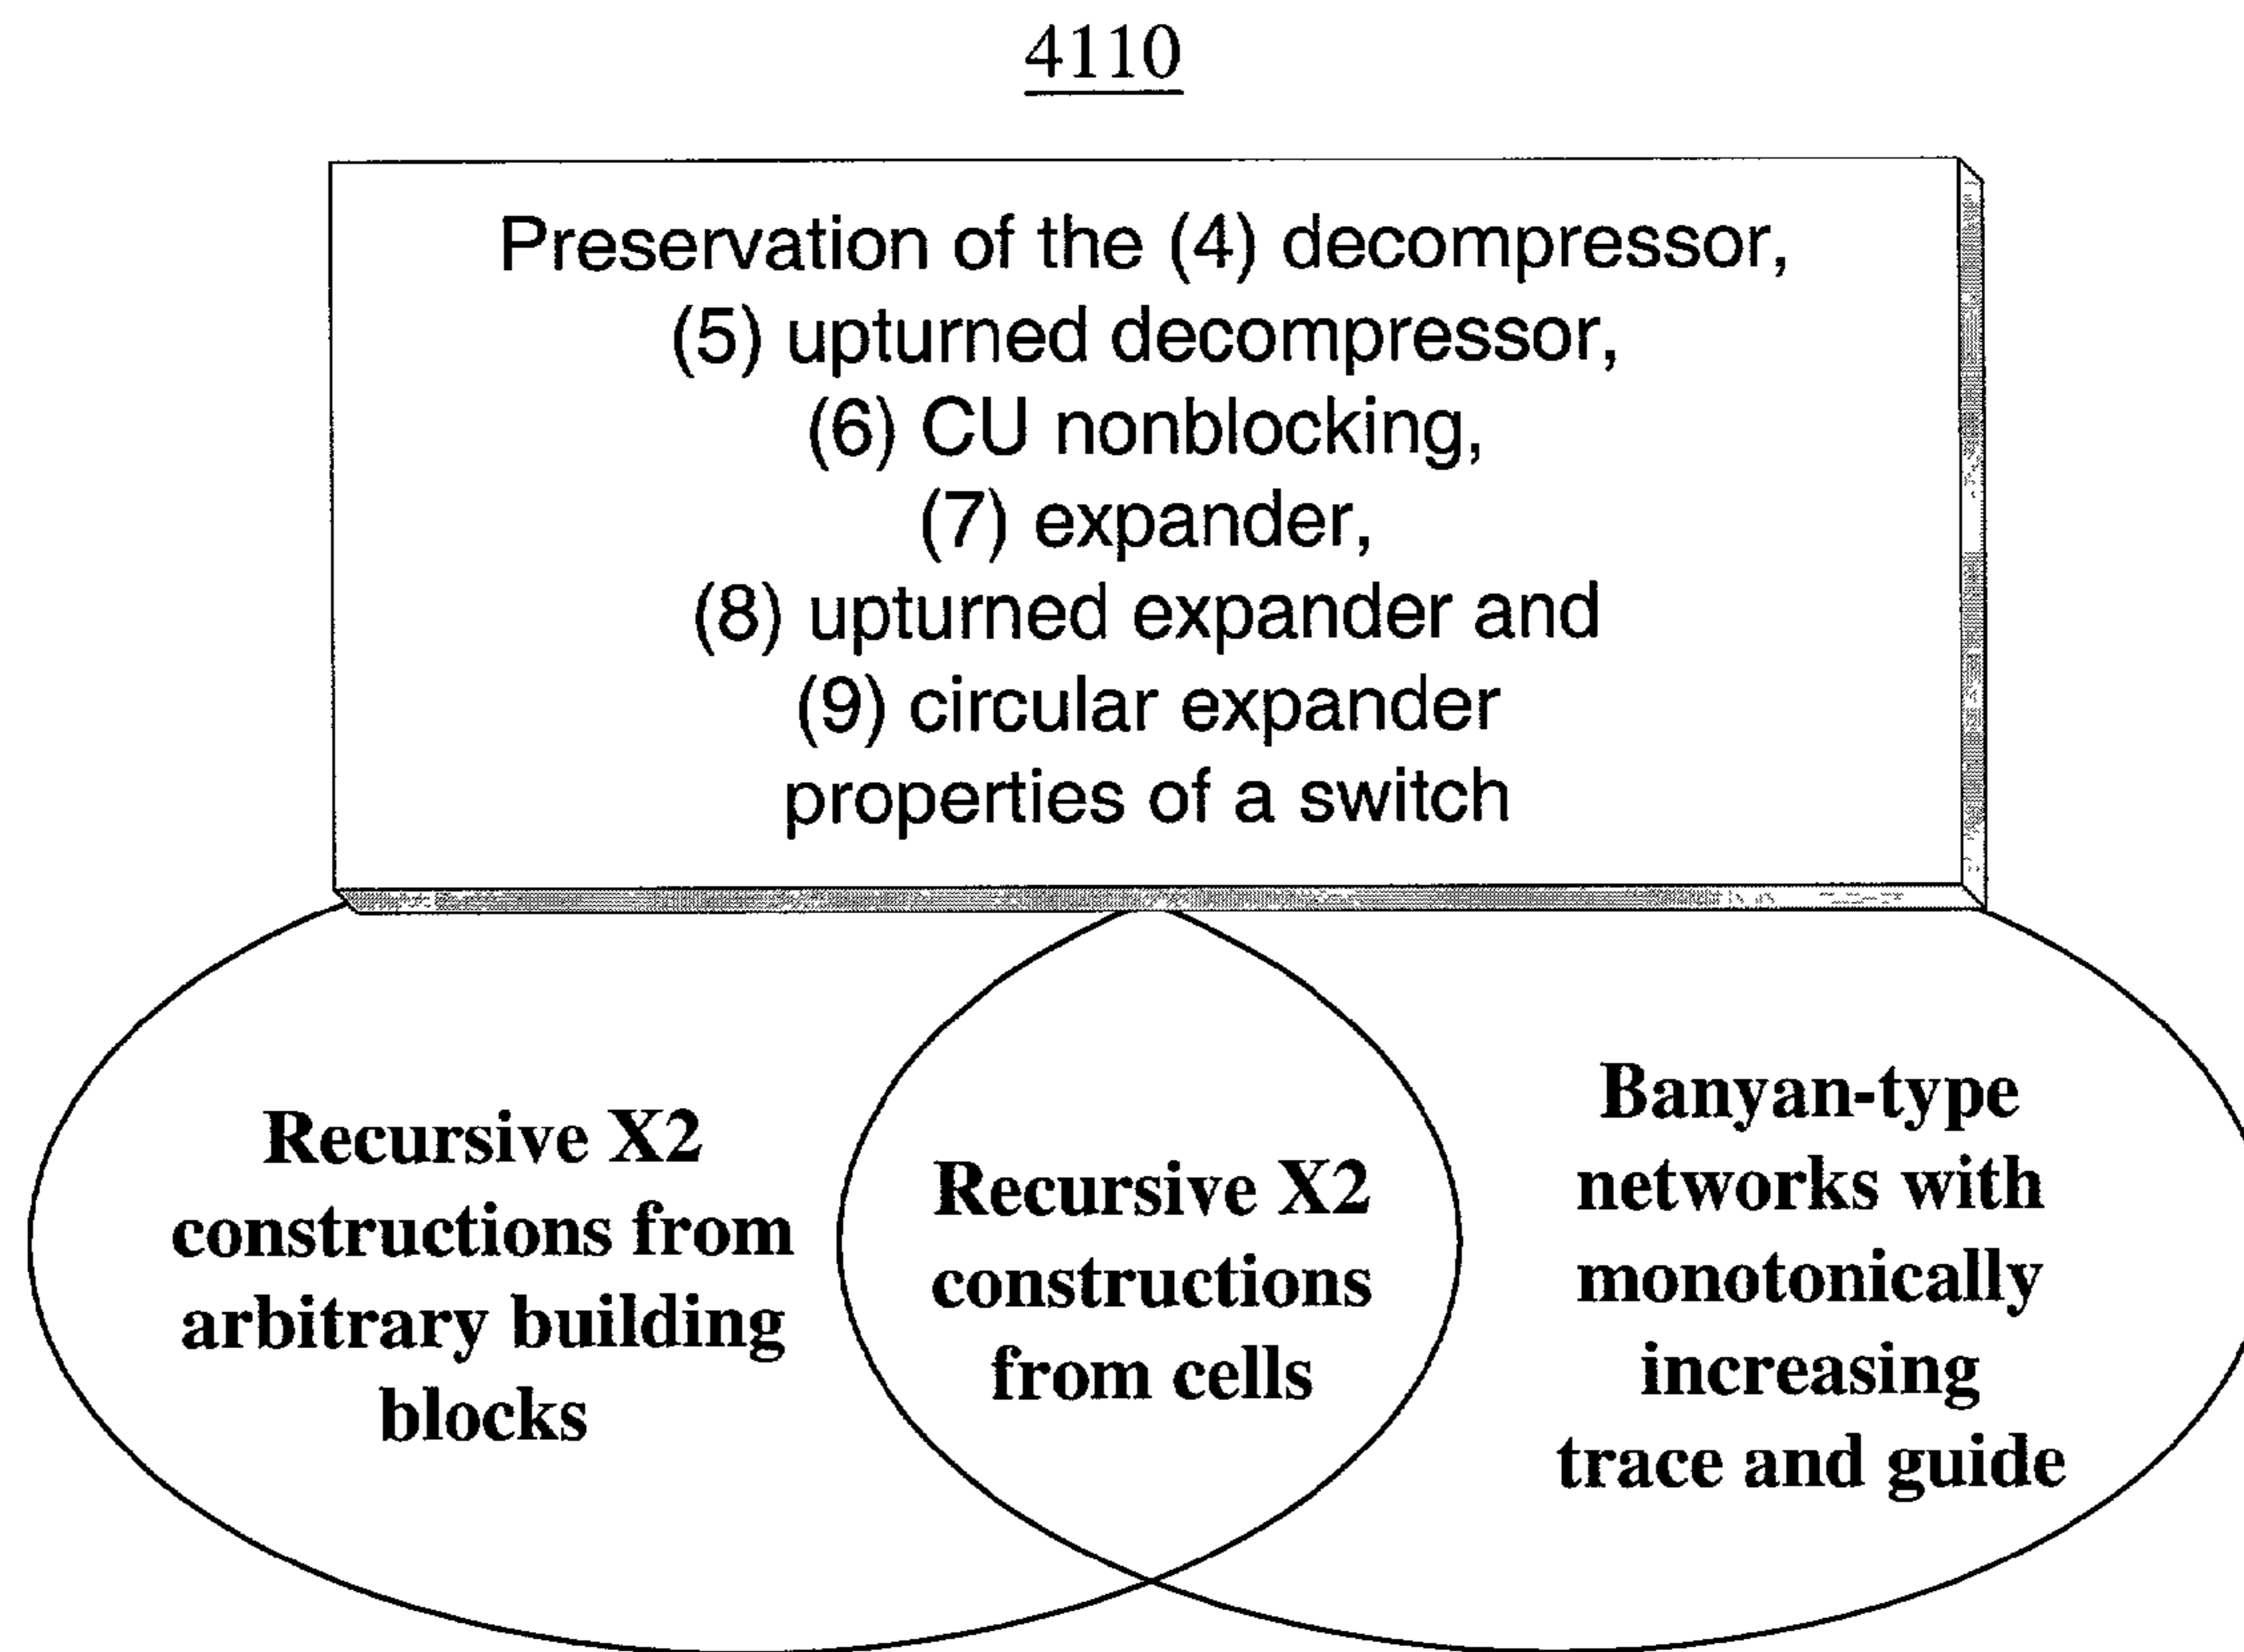 4110
Preservation of the (4) decompressor,
(5) upturned decompressor,
(6) CU nonblocking,
(7) expander,
(8) upturned expander and
(9) circular expander
properties of a switch
Recursive X2
constructions from
arbitrary building
blocks
Recursive X2
constructions
from cells
Banyan-type
networks with
monotonically
increasing
trace and guide